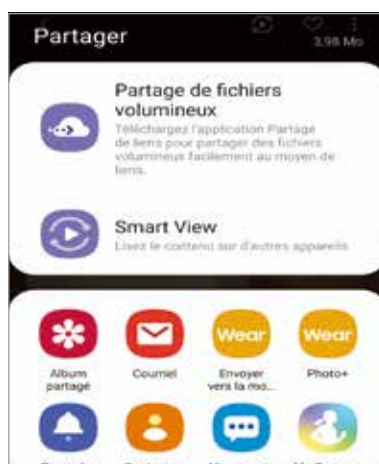 Partager
3,98 Mo
Partage de fichiers
volumineux
Téléchargez l'application Partage
de liens pour partager des fichiers
volumineux facilement au moyen de
liens.
Smart View
Lisez le contenu sur d'autres appareils
Wear Wear
Album Courriel Envoyer Photo+
partagé vers la mo...